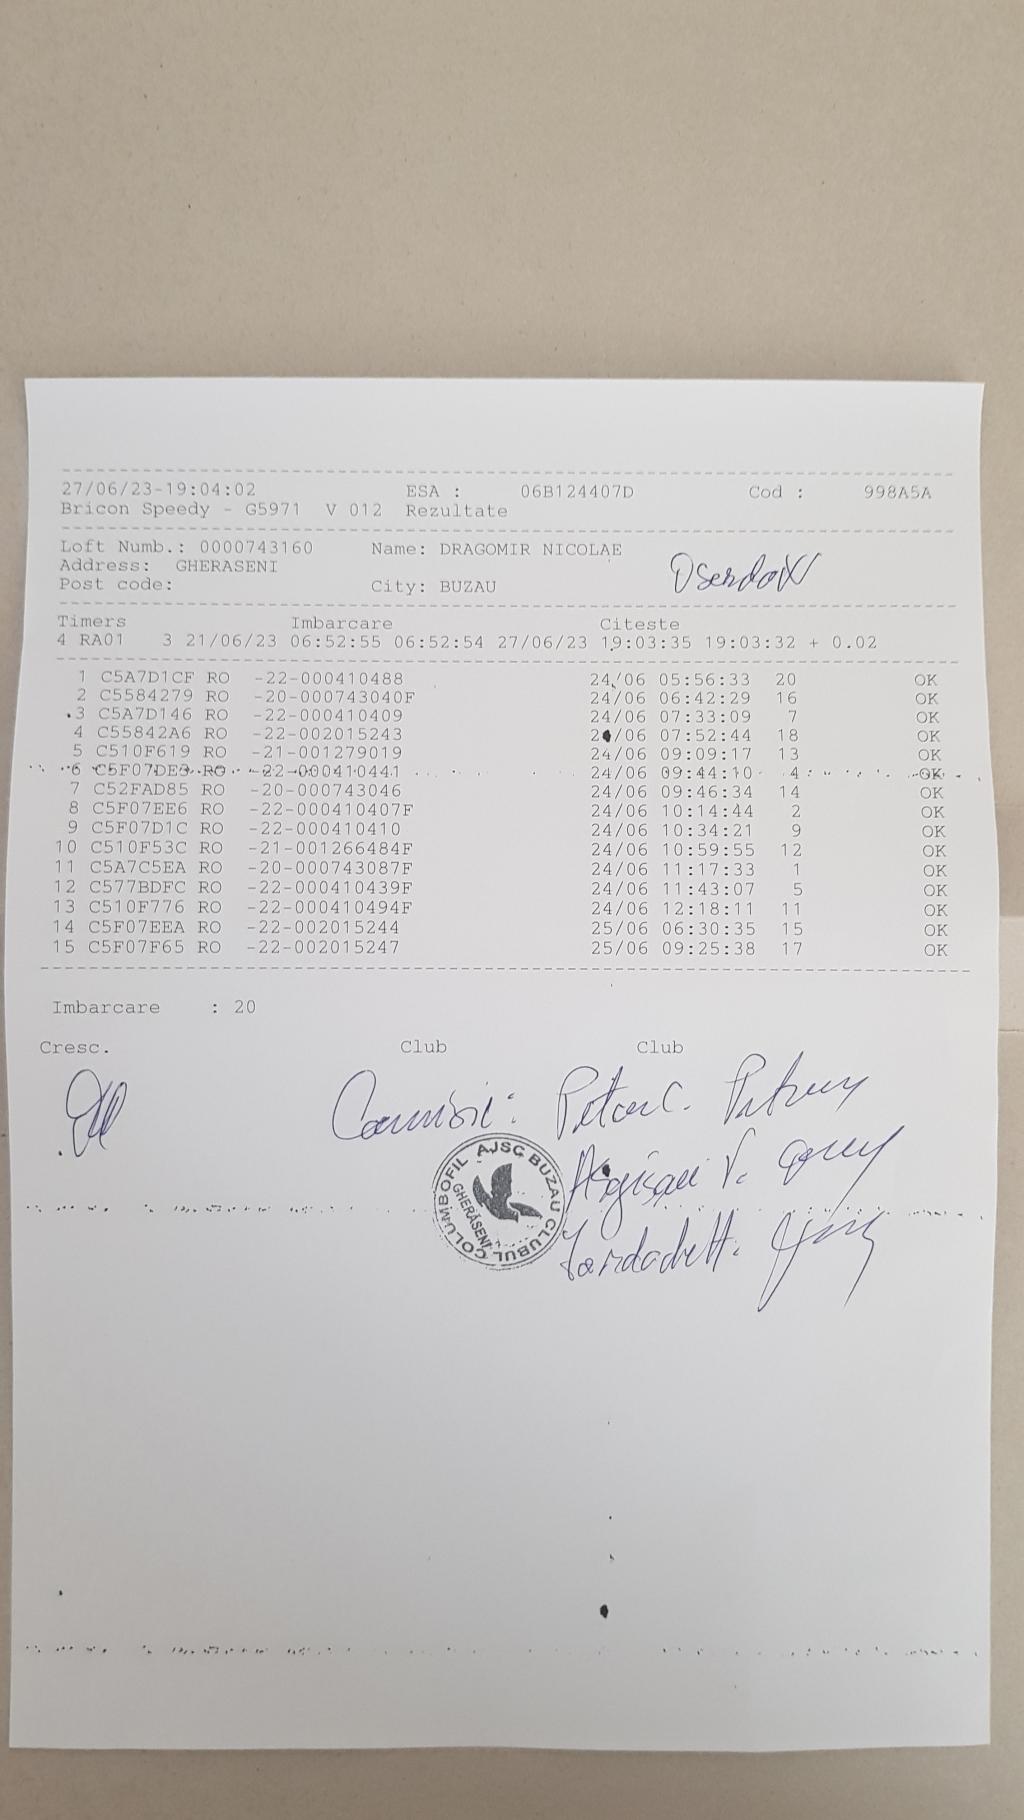 27/06/23-19:04:02 ESA : 06B124407D Cod : 998A5A
Bricon Speedy - G5971 V 012 Rezultate
Loft Numb.: 0000743160 Name: DRAGOMIR NICOLAE
Address: GHERASENI
Post code: City: BUZAU
Timers Imbarcare Citeste
4 RA01 3 21/06/23 06:52:55 06:52:54 27/06/23 19:03:35 19:03:32 + 0.02
1 C5A7D1CF RO -22-000410488 24/06 05:56:33 20 OK
2 C5584279 RO -20-000743040F 24/06 06:42:29 16 OK
3 C5A7D146 RO -22-000410409 24/06 07:33:09 7 OK
4 C55842A6 RO -22-002015243 24/06 07:52:44 18 OK
5 C510F619 RO -21-001279019 24/06 09:09:17 13 OK
6 C5F07DE3 RO -22-000410441 24/06 09:44:10 4 OK
7 C52FAD85 RO -20-000743046 24/06 09:46:34 14 OK
8 C5F07EE6 RO -22-000410407F 24/06 10:14:44 2 OK
9 C5F07D1C RO -22-000410410 24/06 10:34:21 9 OK
10 C510F53C RO -21-001266484F 24/06 10:59:55 12 OK
11 C5A7C5EA RO -20-000743087F 24/06 11:17:33 1 OK
12 C577BDFC RO -22-000410439F 24/06 11:43:07 5 OK
13 C510F776 RO -22-000410494F 24/06 12:18:11 11 OK
14 C5F07EEA RO -22-002015244 25/06 06:30:35 15 OK
15 C5F07F65 RO -22-002015247 25/06 09:25:38 17 OK
Imbarcare : 20
Cresc. Club Club
Comisie:
CLUBUL COLUMBOFIL AJSC BUZAU
GHERĂSENI